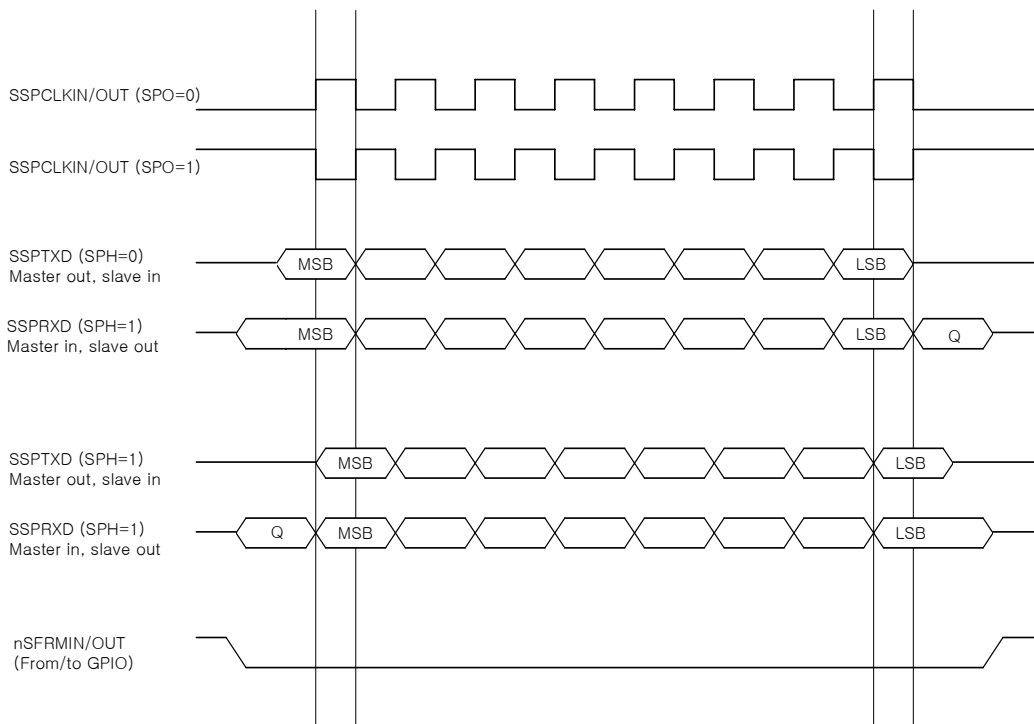 SSPCLKIN/OUT (SPO=0)
SSPCLKIN/OUT (SPO=1)
SSPTXD (SPH=0)
Master out, slave in
MSB
LSB
SSPRXD (SPH=1)
Master in, slave out
MSB
LSB
Q
SSPTXD (SPH=1)
Master out, slave in
MSB
LSB
SSPRXD (SPH=1)
Master in, slave out
Q
MSB
LSB
nSFRMIN/OUT
(From/to GPIO)